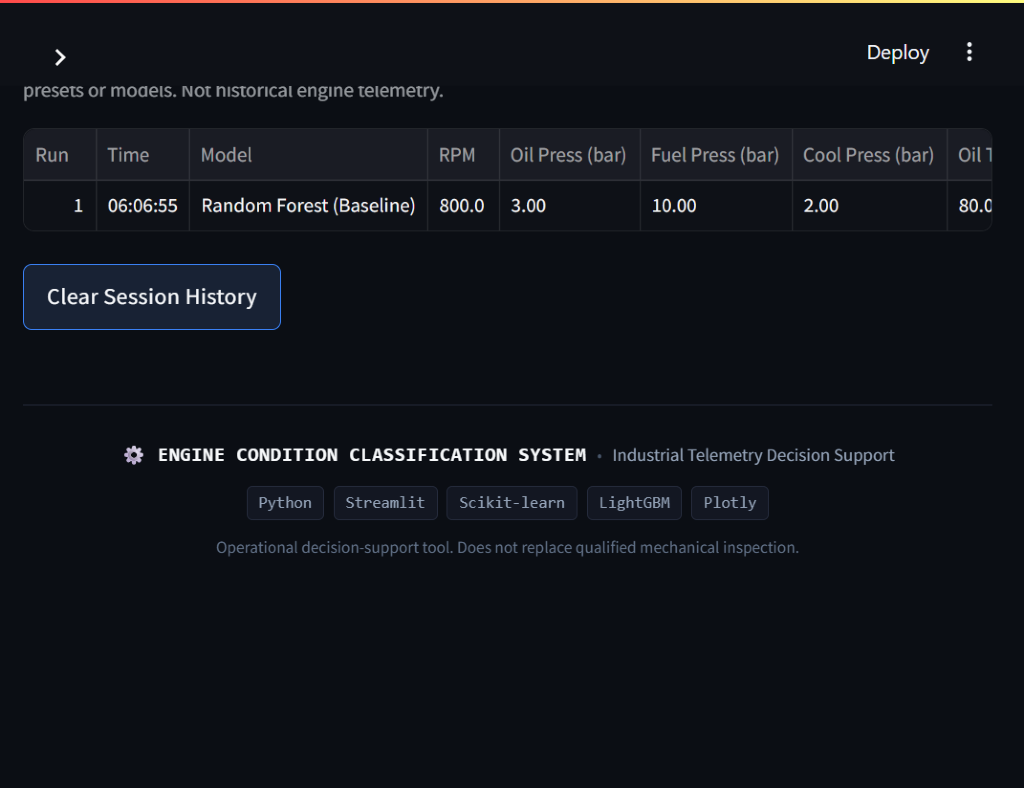 Deploy
presets or models. Not historical engine telemetry.
Run Time Model RPM Oil Press (bar) Fuel Press (bar) Cool Press (bar) Oil
1 06:06:55 Random Forest (Baseline) 800.0 3.00 10.00 2.00 80.0
Clear Session History
ENGINE CONDITION CLASSIFICATION SYSTEM • Industrial Telemetry Decision Support
Python Streamlit Scikit-learn LightGBM Plotly
Operational decision-support tool. Does not replace qualified mechanical inspection.